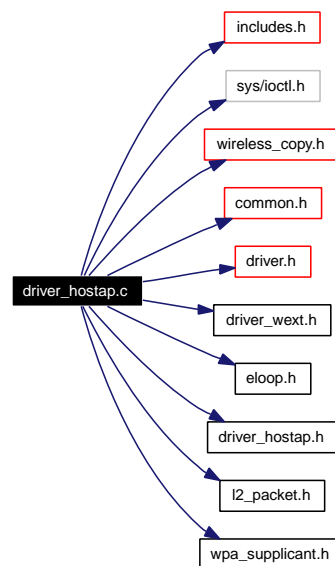 includes.h
sys/ioctl.h
wireless_copy.h
common.h
driver.h
driver_hostap.c
driver_wext.h
eloop.h
driver_hostap.h
l2_packet.h
wpa_supplicant.h